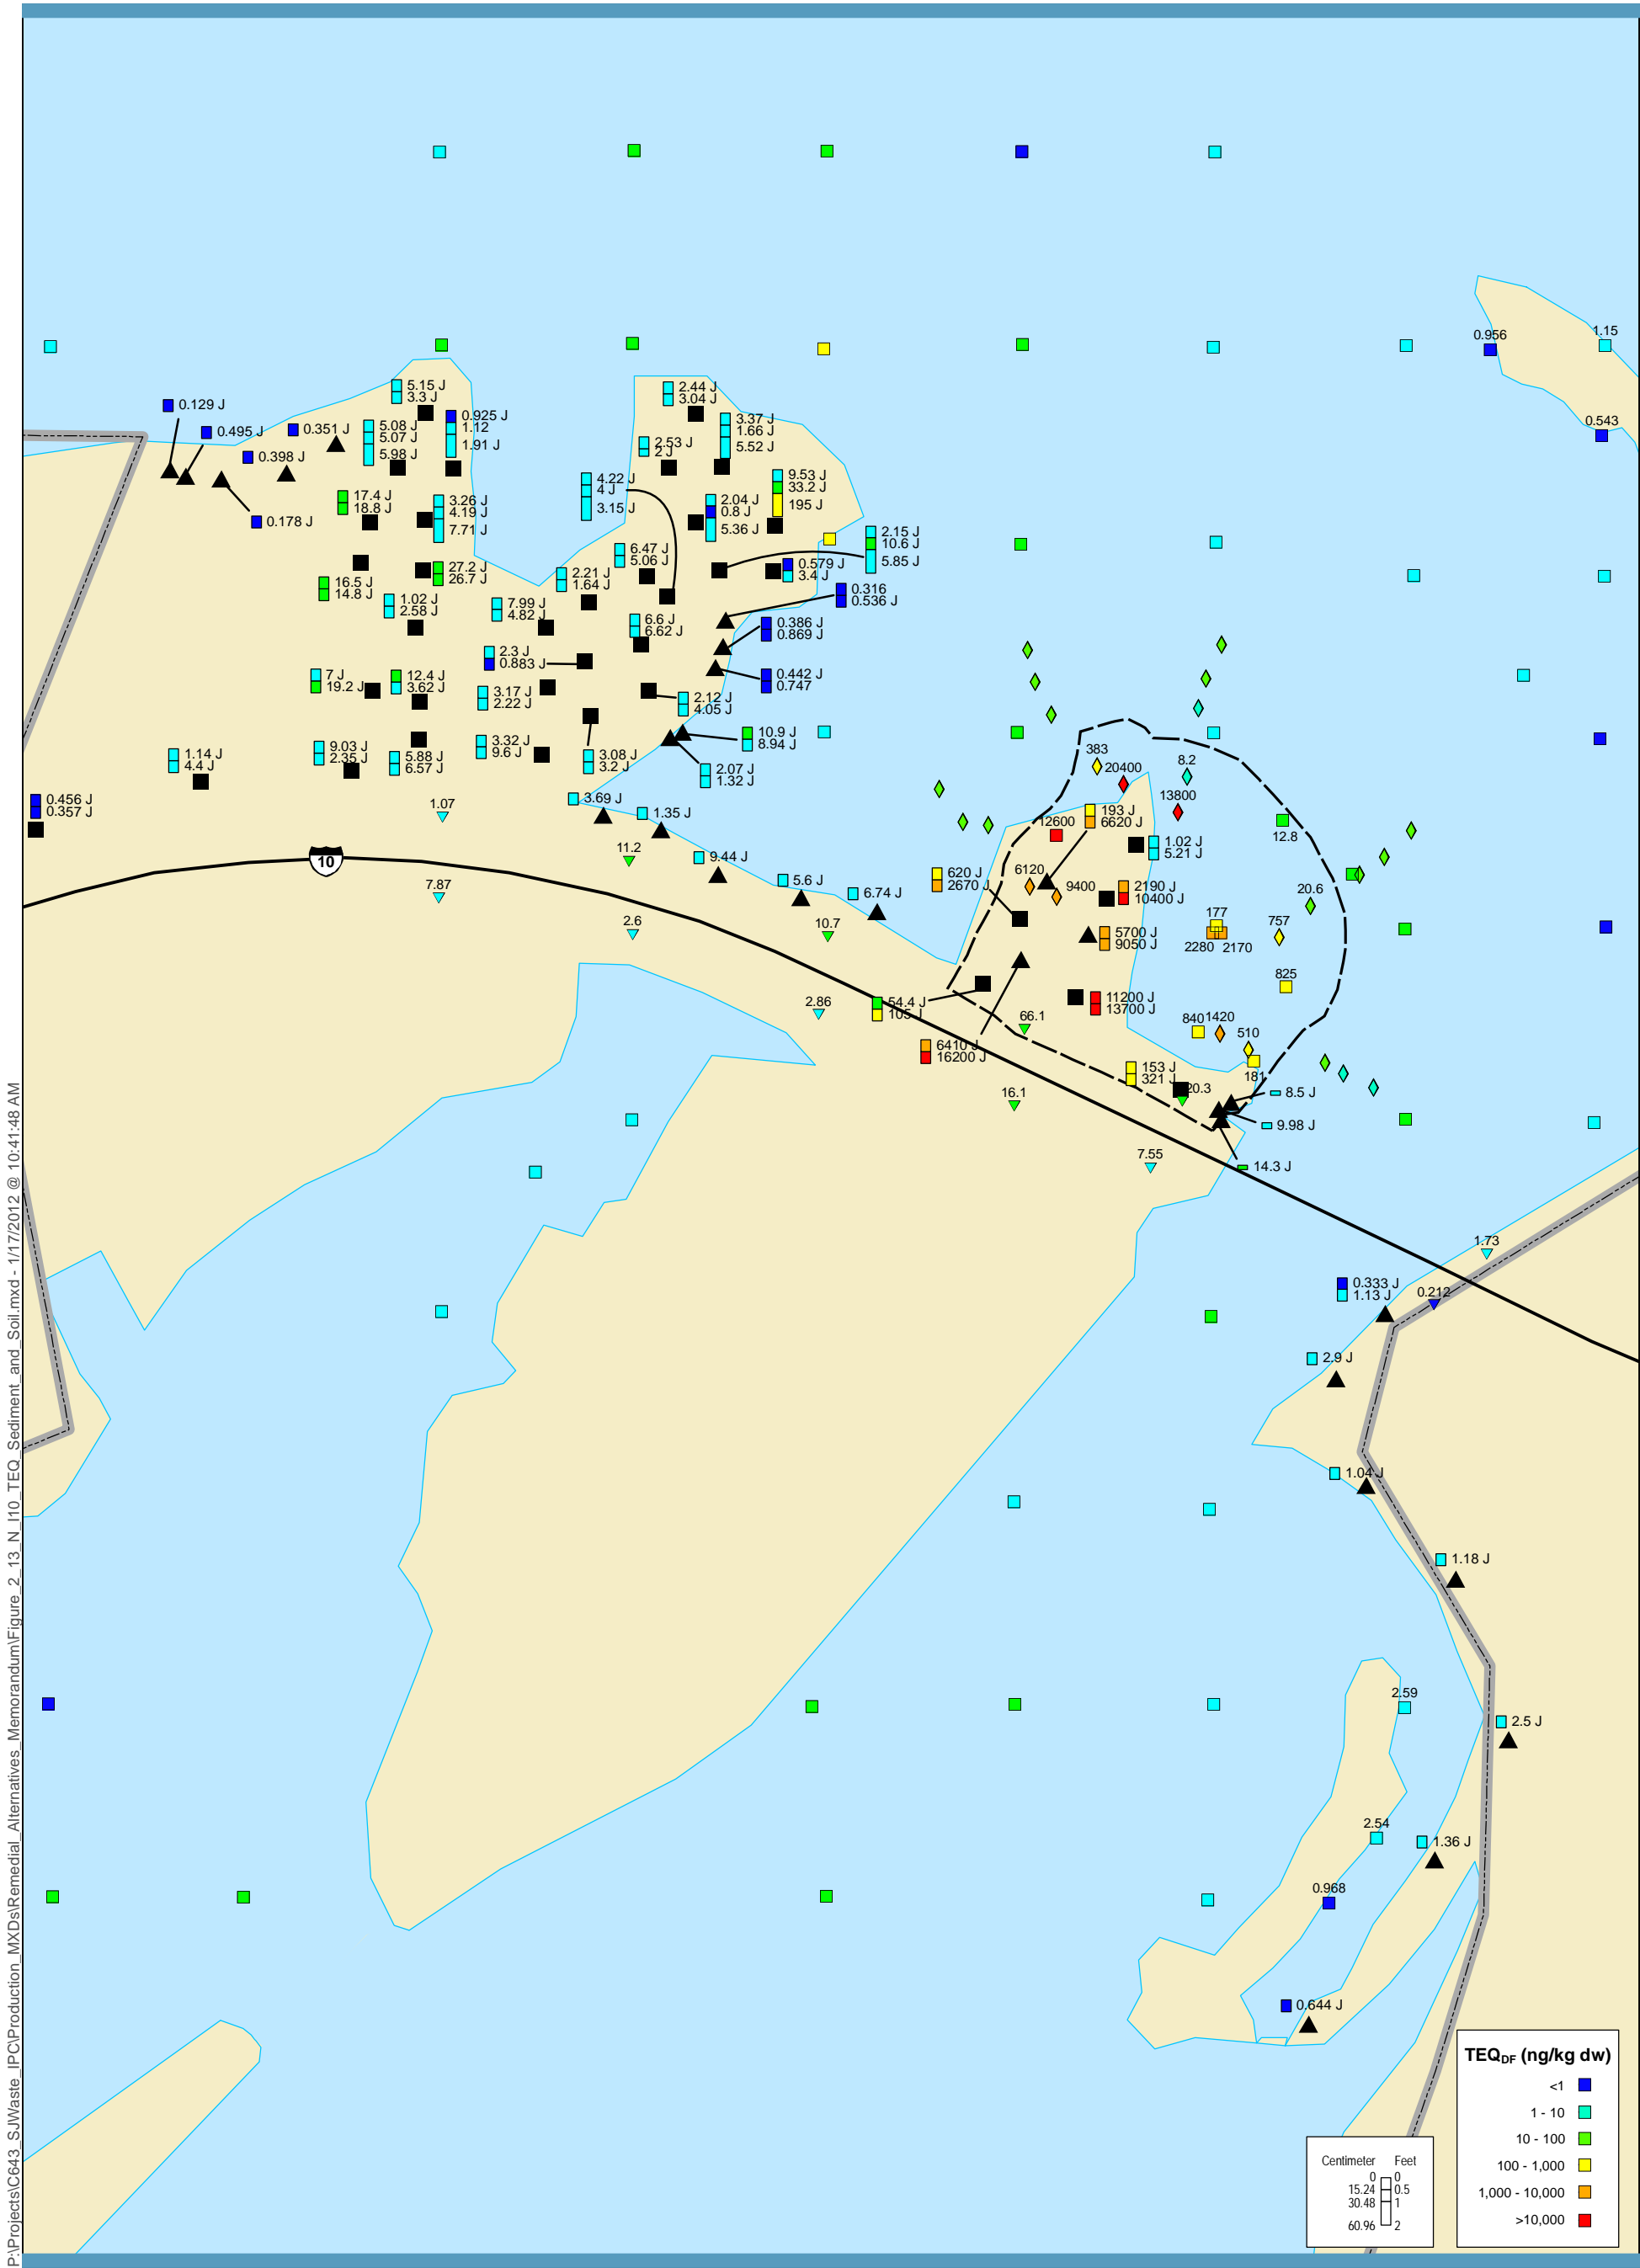 0.956
1.15
0.543
0.129 J
0.495 J
0.351 J
0.398 J
0.178 J
5.15 J
3.3 J
5.08 J
5.07 J
5.98 J
0.925 J
1.12
1.91 J
2.44 J
3.04 J
3.37 J
1.66 J
5.52 J
2.53 J
2 J
4.22 J
4 J
3.15 J
9.53 J
33.2 J
195 J
2.04 J
0.8 J
5.36 J
17.4 J
18.8 J
3.26 J
4.19 J
7.71 J
2.15 J
10.6 J
5.85 J
6.47 J
5.06 J
0.579 J
3.4 J
27.2 J
26.7 J
16.5 J
14.8 J
2.21 J
1.64 J
0.316
0.536 J
1.02 J
2.58 J
7.99 J
4.82 J
6.6 J
6.62 J
0.386 J
0.869 J
2.3 J
0.883 J
0.442 J
0.747
7 J
19.2 J
12.4 J
3.62 J
3.17 J
2.22 J
2.12 J
4.05 J
10.9 J
8.94 J
9.03 J
2.35 J
5.88 J
6.57 J
3.32 J
9.6 J
3.08 J
3.2 J
2.07 J
1.32 J
1.14 J
4.4 J
0.456 J
0.357 J
383
20400
8.2
13800
12.8
193 J
6620 J
12600
1.02 J
5.21 J
3.69 J
1.35 J
1.07
10
11.2
9.44 J
5.6 J
6.74 J
7.87
2.6
10.7
620 J
2670 J
6120
9400
2190 J
10400 J
5700 J
9050 J
20.6
177
757
2280
2170
825
2.86
54.4 J
105 J
11200 J
13700 J
66.1
840
1420
510
181
6410 J
16200 J
153 J
321 J
20.3
16.1
8.5 J
9.98 J
14.3 J
7.55
1.73
0.333 J
1.13 J
0.212
2.9 J
1.04 J
1.18 J
2.59
2.5 J
2.54
1.36 J
0.968
0.644 J
TEQDF (ng/kg dw)
<1
1 - 10
10 - 100
100 - 1,000
1,000 - 10,000
>10,000
Centimeter Feet
0 0
15.24 0.5
30.48 1
60.96 2
P:\Projects\C643_SJWaste_IPC\Production_MXDs\Remedial_Alternatives_Memorandum\Figure_2_13_N_I10_TEQ_Sediment_and_Soil.mxd - 1/17/2012 @ 10:41:48 AM